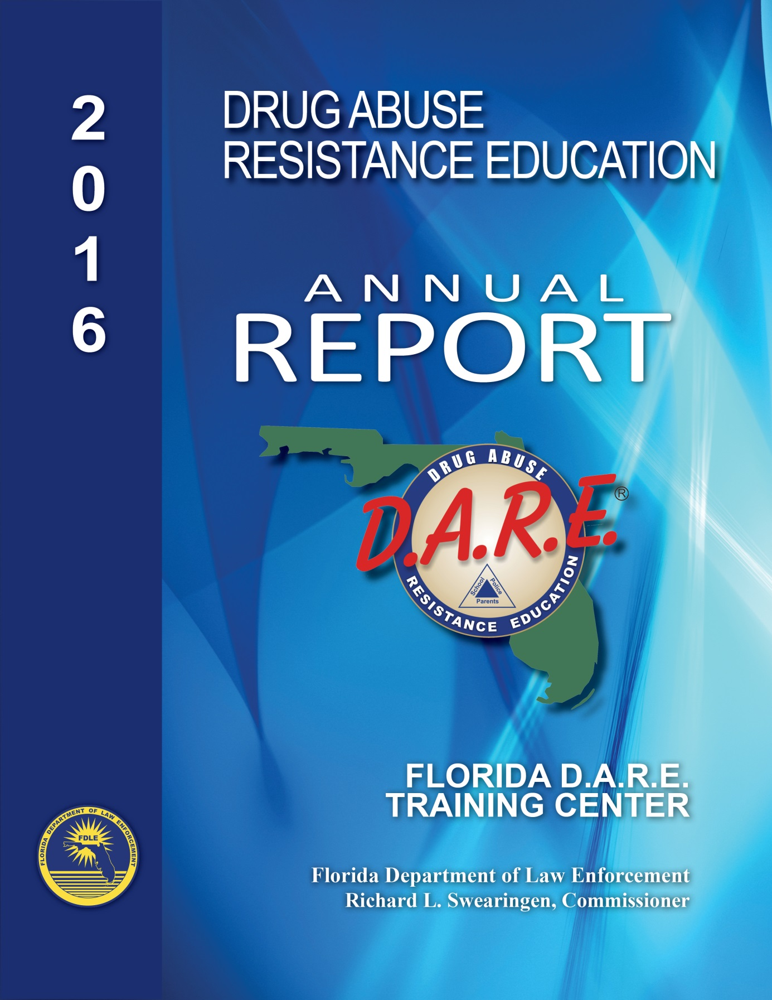 2
0
1
6
DRUG ABUSE
RESISTANCE EDUCATION
ANNUAL
REPORT
DRUG ABUSE
D.A.R.E.®
School
Police
Parents
RESISTANCE EDUCATION
FLORIDA D.A.R.E.
TRAINING CENTER
FLORIDA DEPARTMENT OF LAW ENFORCEMENT
FDLE
Florida Department of Law Enforcement
Richard L. Swearingen, Commissioner